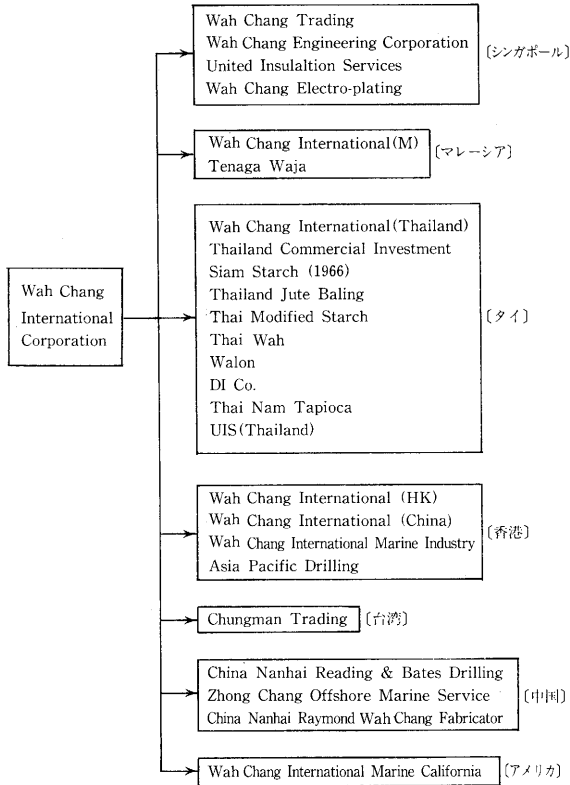 Wah Chang
International
Corporation
Wah Chang Trading
Wah Chang Engineering Corporation
United Insulaltion Services
Wah Chang Electro-plating
〔シンガポール〕
Wah Chang International(M)
Tenaga Waja
〔マレーシア〕
Wah Chang International(Thailand)
Thailand Commercial Investment
Siam Starch (1966)
Thailand Jute Baling
Thai Modified Starch
Thai Wah
Walon
DI Co.
Thai Nam Tapioca
UIS(Thailand)
〔タイ〕
Wah Chang International (HK)
Wah Chang International (China)
Wah Chang International Marine Industry
Asia Pacific Drilling
〔香港〕
Chungman Trading
〔台湾〕
China Nanhai Reading & Bates Drilling
Zhong Chang Offshore Marine Service
China Nanhai Raymond Wah Chang Fabricator
〔中国〕
Wah Chang International Marine California
〔アメリカ〕